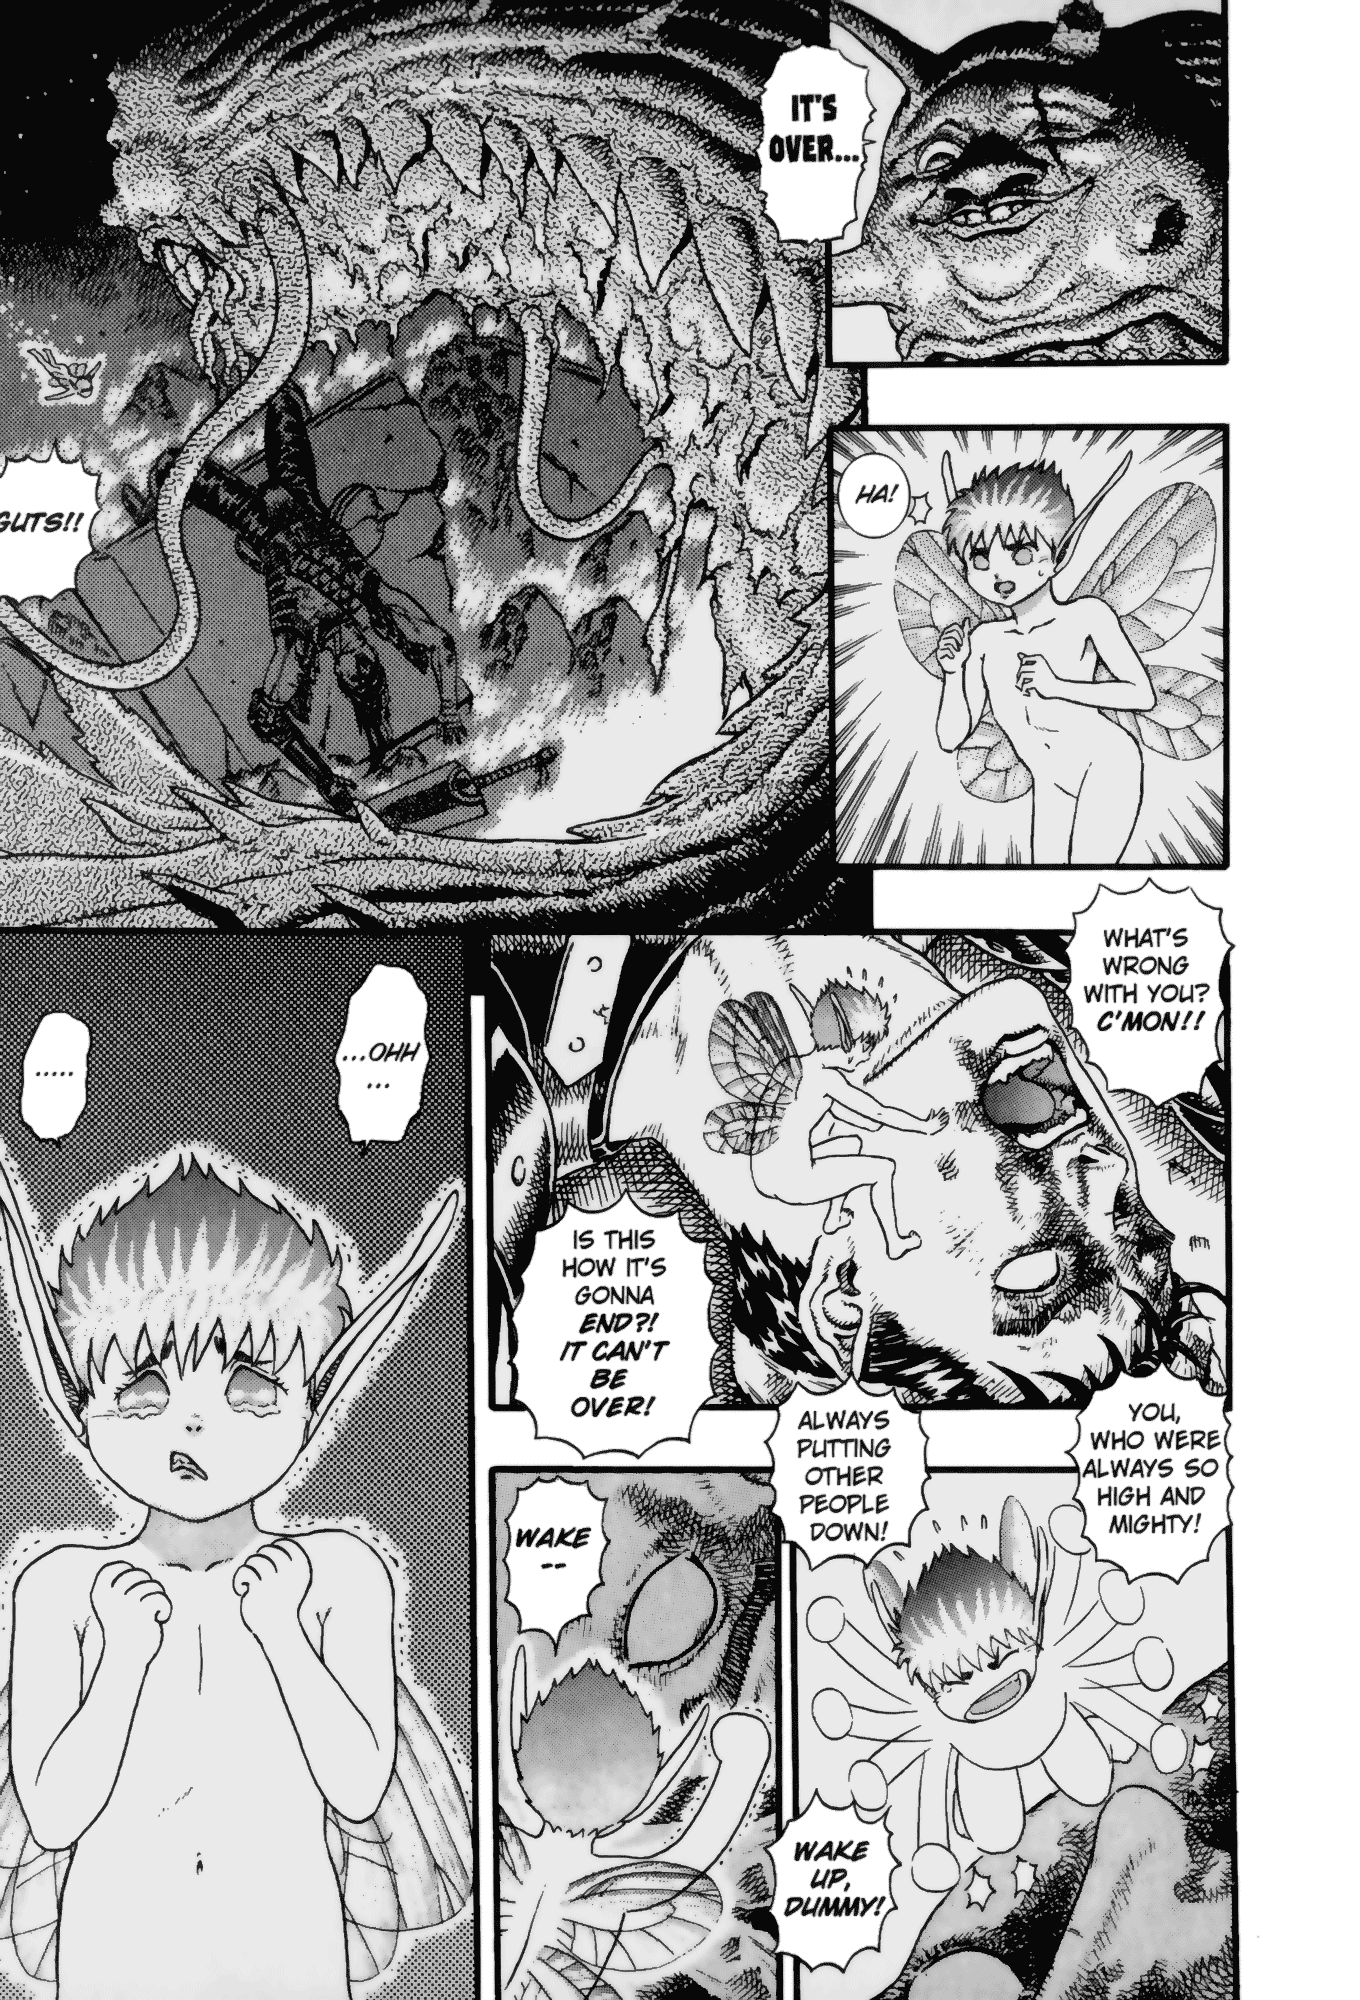 IT'S
OVER...
GUTS!!
HA!
WHAT'S
WRONG
WITH YOU?
C'MON!!
IS THIS
HOW IT'S
GONNA
END?!
IT CAN'T
BE
OVER!
YOU,
WHO WERE
ALWAYS SO
HIGH AND
MIGHTY!
ALWAYS
PUTTING
OTHER
PEOPLE
DOWN!
WAKE
UP,
DUMMY!
WAKE
--
...OHH
...
.....